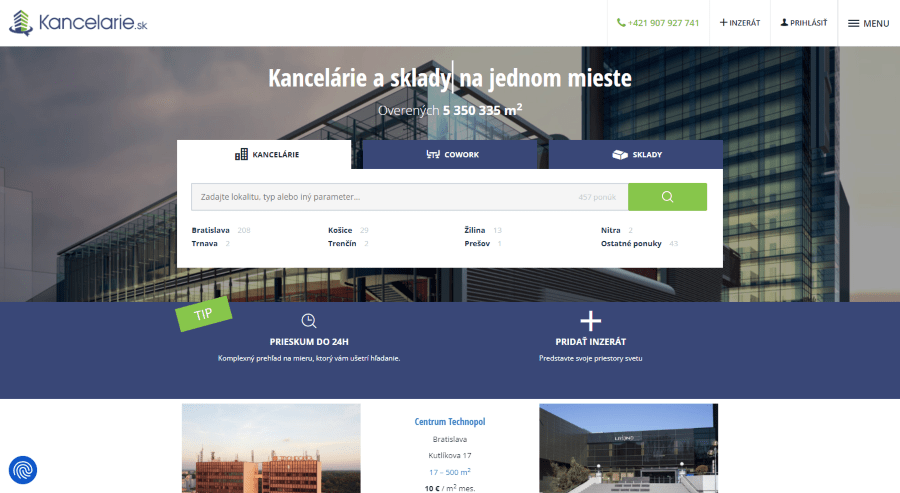 Kancelarie.sk
+421 907 927 741
INZERÁT
PRIHLÁSIŤ
MENU
Kancelárie a sklady na jednom mieste
Overených 5 350 335 m²
KANCELÁRIE
COWORK
SKLADY
Zadajte lokalitu, typ alebo iný parameter...
457 ponúk
Bratislava 208
Košice 29
Žilina 13
Nitra 2
Trnava 2
Trenčín 2
Prešov 1
Ostatné ponuky 43
TIP
PRIESKUM DO 24H
Komplexný prehľad na mieru, ktorý vám ušetrí hľadanie.
PRIDAŤ INZERÁT
Predstavte svoje priestory svetu
Centrum Technopol
Bratislava
Kutlíkova 17
17 – 500 m²
10 € / m² mes.